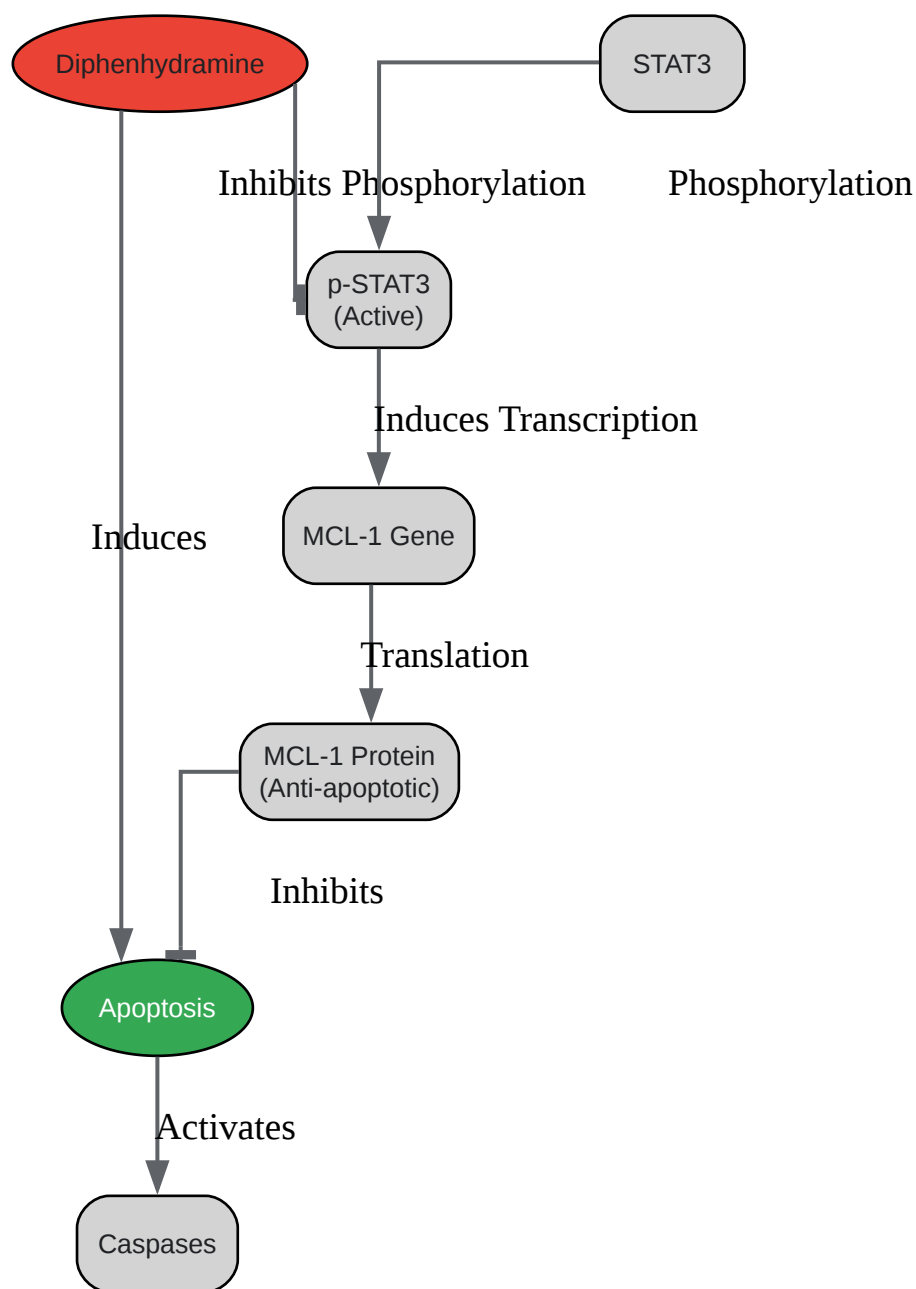 Diphenhydramine
STAT3
Inhibits Phosphorylation
Phosphorylation
p-STAT3
(Active)
Induces Transcription
MCL-1 Gene
Induces
Translation
MCL-1 Protein
(Anti-apoptotic)
Inhibits
Apoptosis
Activates
Caspases